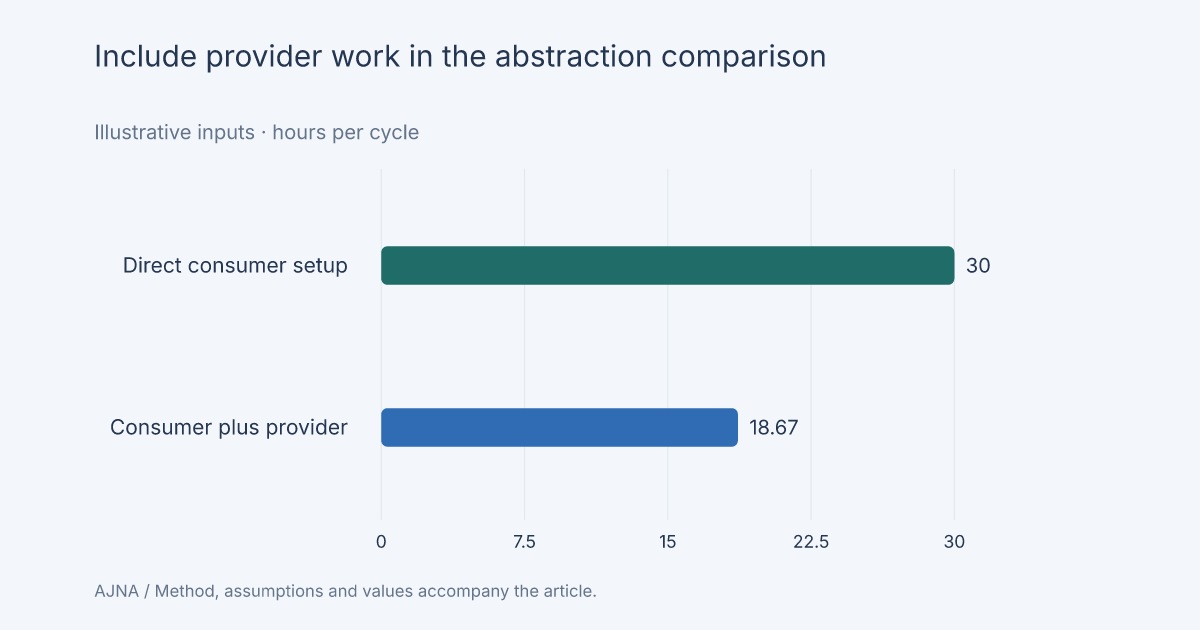 Include provider work in the abstraction comparison
Illustrative inputs · hours per cycle
Direct consumer setup
30
Consumer plus provider
18.67
0 7.5 15 22.5 30
AJNA / Method, assumptions and values accompany the article.